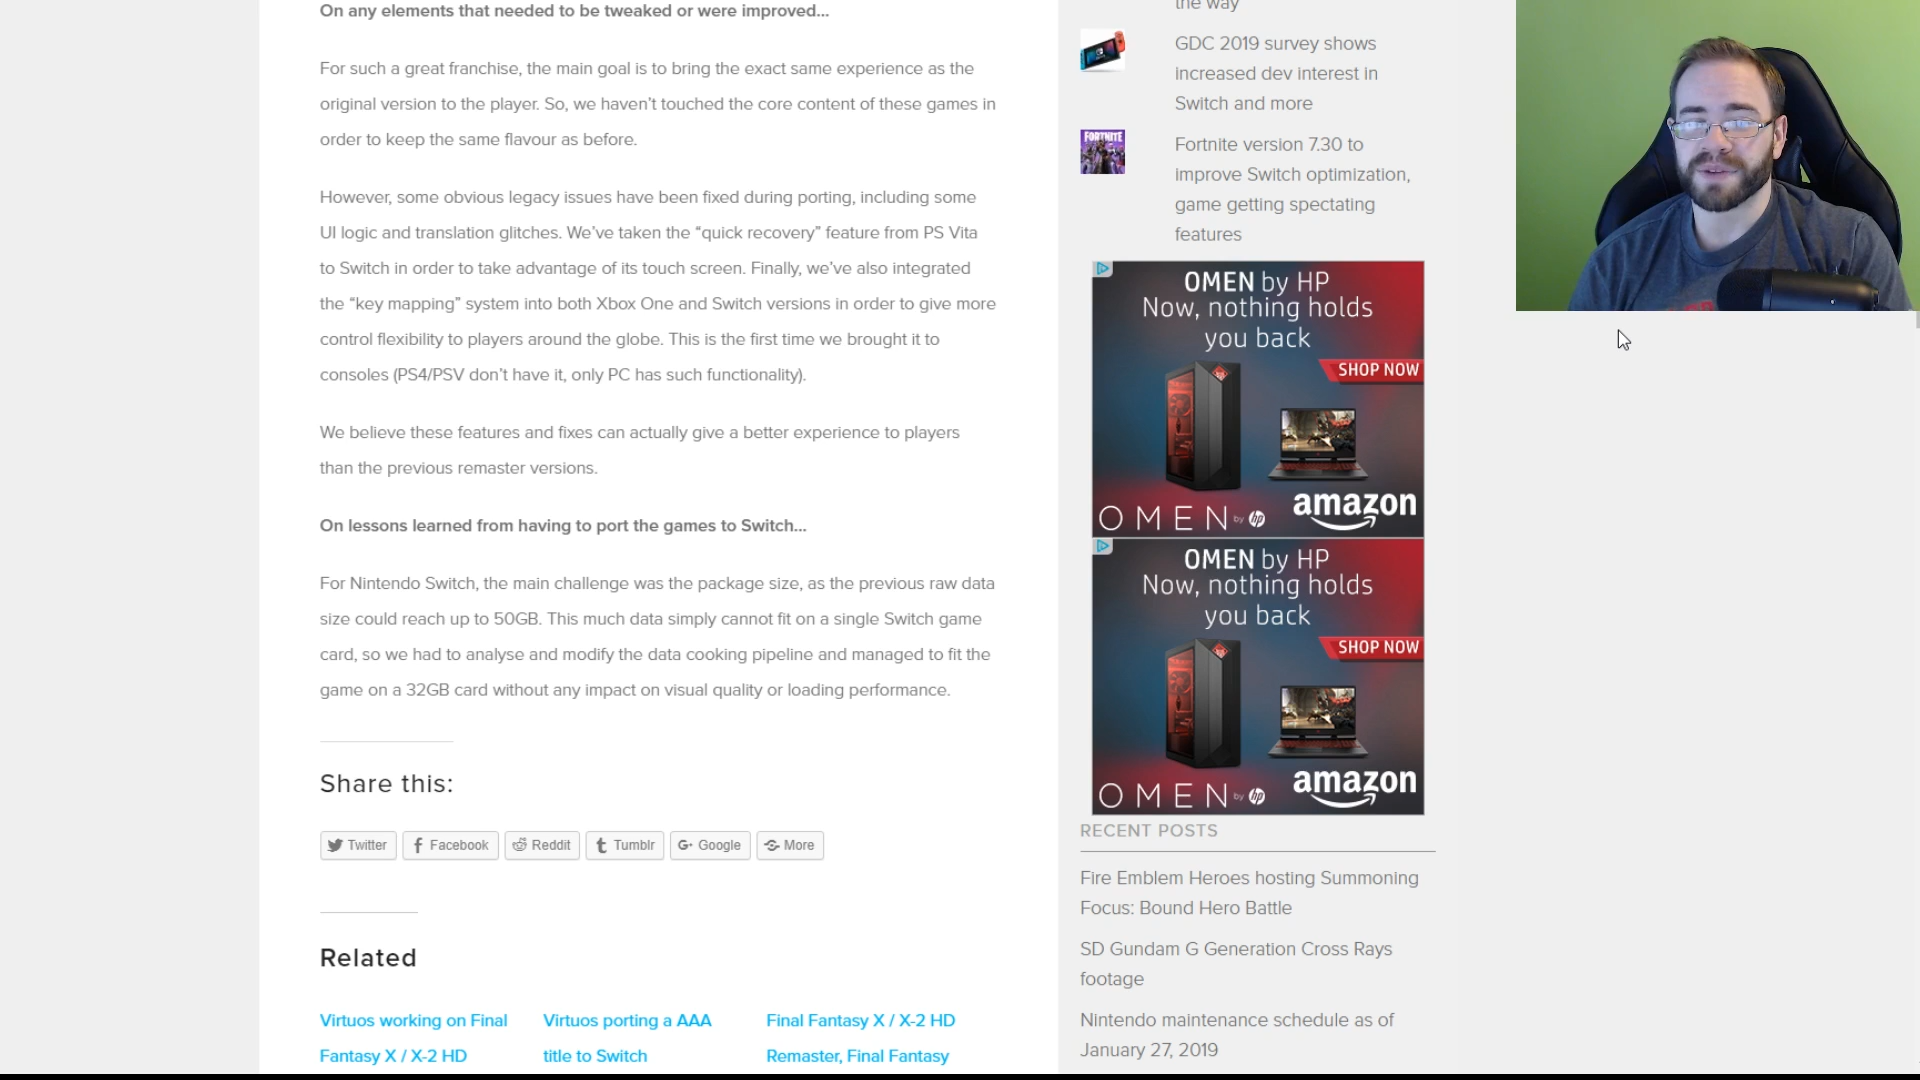 On any elements that needed to be tweaked or were improved...
For such a great franchise, the main goal is to bring the exact same experience as the
original version to the player. So, we haven't touched the core content of these games in
order to keep the same flavour as before.
However, some obvious legacy issues have been fixed during porting, including some
UI logic and translation glitches. We've taken the “quick recovery” feature from PS Vita
to Switch in order to take advantage of its touch screen. Finally, we've also integrated
the “key mapping” system into both Xbox One and Switch versions in order to give more
control flexibility to players around the globe. This is the first time we brought it to
consoles (PS4/PSV don't have it, only PC has such functionality).
We believe these features and fixes can actually give a better experience to players
than the previous remaster versions.
On lessons learned from having to port the games to Switch...
For Nintendo Switch, the main challenge was the package size, as the previous raw data
size could reach up to 50GB. This much data simply cannot fit on a single Switch game
card, so we had to analyse and modify the data cooking pipeline and managed to fit the
game on a 32GB card without any impact on visual quality or loading performance.
Share this:
Twitter
Facebook
Reddit
Tumblr
Google
More
Related
Virtuos working on Final
Fantasy X / X-2 HD
Virtuos porting a AAA
title to Switch
Final Fantasy X / X-2 HD
Remaster, Final Fantasy
the way
GDC 2019 survey shows
increased dev interest in
Switch and more
FORTNITE
Fortnite version 7.30 to
improve Switch optimization,
game getting spectating
features
OMEN by HP
Now, nothing holds
you back
SHOP NOW
amazon
OMEN by hp
OMEN by HP
Now, nothing holds
you back
SHOP NOW
amazon
OMEN by hp
RECENT POSTS
Fire Emblem Heroes hosting Summoning
Focus: Bound Hero Battle
SD Gundam G Generation Cross Rays
footage
Nintendo maintenance schedule as of
January 27, 2019